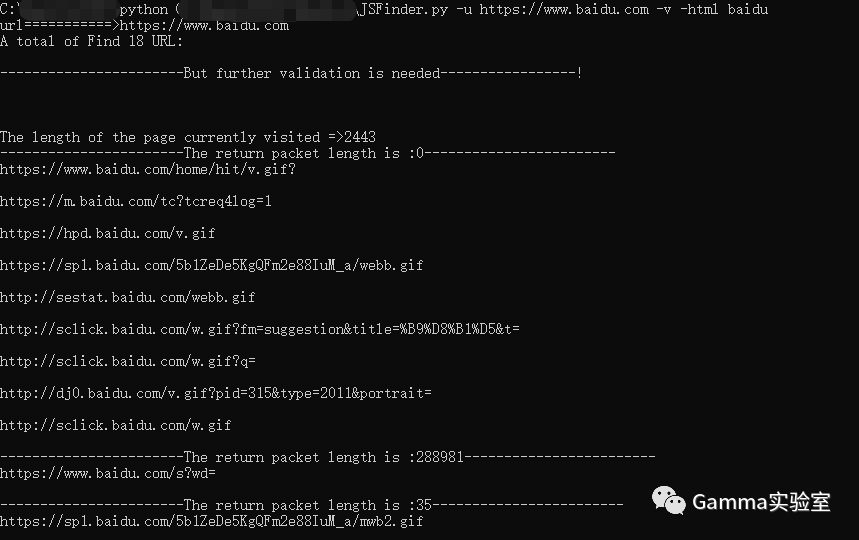 C:\ python ( \JSFinder.py -u https://www.baidu.com -v -html baidu
url===========>https://www.baidu.com
A total of Find 18 URL:
-----------------------But further validation is needed-----------------!
The length of the page currently visited =>2443
-----------------------The return packet length is :0------------------------
https://www.baidu.com/home/hit/v.gif?
https://m.baidu.com/tc?tcreq4log=1
https://hpd.baidu.com/v.gif
https://sp1.baidu.com/5b1ZeDe5KgQFm2e88IuM_a/webb.gif
http://sestat.baidu.com/webb.gif
http://sclick.baidu.com/w.gif?fm=suggestion&title=%B9%D8%B1%D5&t=
http://sclick.baidu.com/w.gif?q=
http://dj0.baidu.com/v.gif?pid=315&type=2011&portrait=
http://sclick.baidu.com/w.gif
-----------------------The return packet length is :288981------------------------
https://www.baidu.com/s?wd=
-----------------------The return packet length is :35------------------------
https://sp1.baidu.com/5b1ZeDe5KgQFm2e88IuM_a/mwb2.gif
Gamma实验室